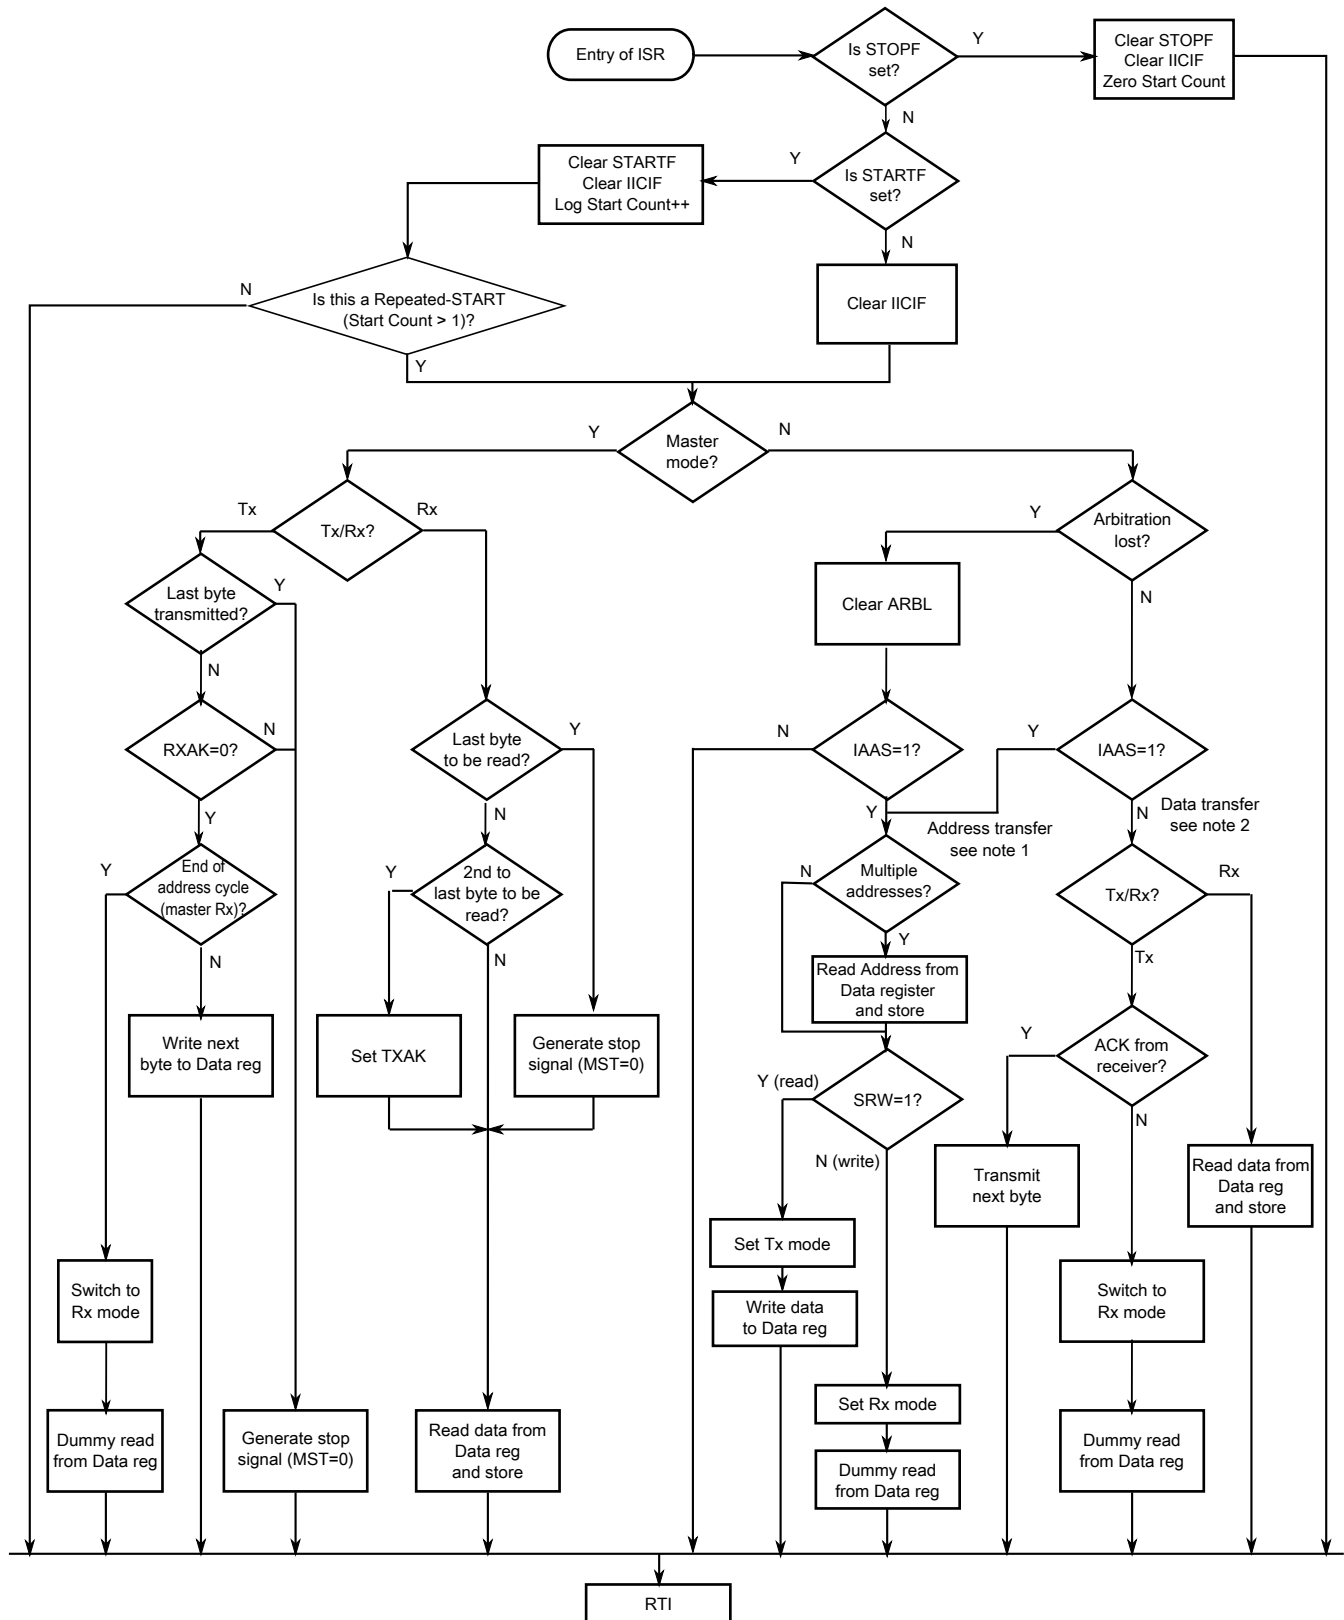 Entry of ISR
Is STOPF
set?
Y
Clear STOPF
Clear IICIF
Zero Start Count
N
Clear STARTF
Clear IICIF
Log Start Count++
Y
Is STARTF
set?
N
N
Is this a Repeated-START
(Start Count > 1)?
Y
Clear IICIF
Y
Master
mode?
N
Tx
Tx/Rx?
Rx
Y
Arbitration
lost?
N
Last byte
transmitted?
Y
N
Clear ARBL
RXAK=0?
N
Y
Last byte
to be read?
Y
N
N
IAAS=1?
Y
Y
IAAS=1?
N
Address transfer
see note 1
Data transfer
see note 2
Y
End of
address cycle
(master Rx)?
N
Y
2nd to
last byte to be
read?
N
N
Multiple
addresses?
Y
Tx/Rx?
Rx
Tx
Read Address from
Data register
and store
Write next
byte to Data reg
Set TXAK
Generate stop
signal (MST=0)
Y (read)
SRW=1?
N (write)
Y
ACK from
receiver?
N
Transmit
next byte
Read data from
Data reg
and store
Set Tx mode
Write data
to Data reg
Switch to
Rx mode
Switch to
Rx mode
Set Rx mode
Dummy read
from Data reg
Generate stop
signal (MST=0)
Read data from
Data reg
and store
Dummy read
from Data reg
Dummy read
from Data reg
RTI